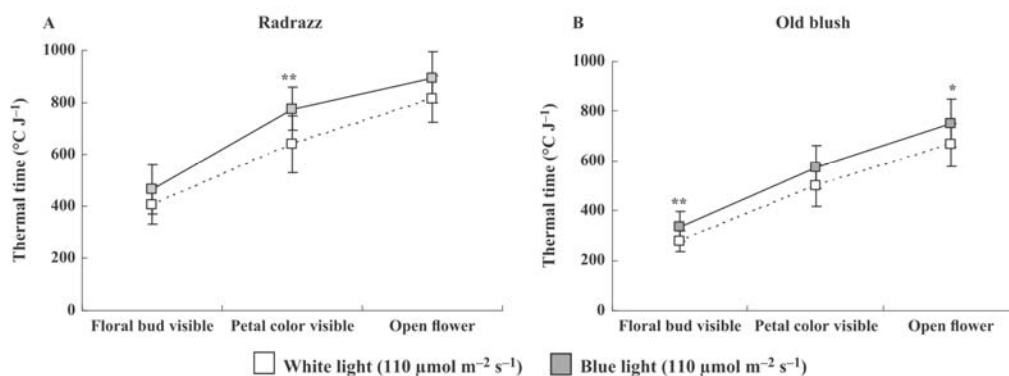 A Radrazz
Thermal time (°C J⁻¹)
1000
800
600
400
200
0
**
Floral bud visible Petal color visible Open flower
B Old blush
Thermal time (°C J⁻¹)
1000
800
600
400
200
0
**
*
Floral bud visible Petal color visible Open flower
White light (110 µmol m⁻² s⁻¹) Blue light (110 µmol m⁻² s⁻¹)